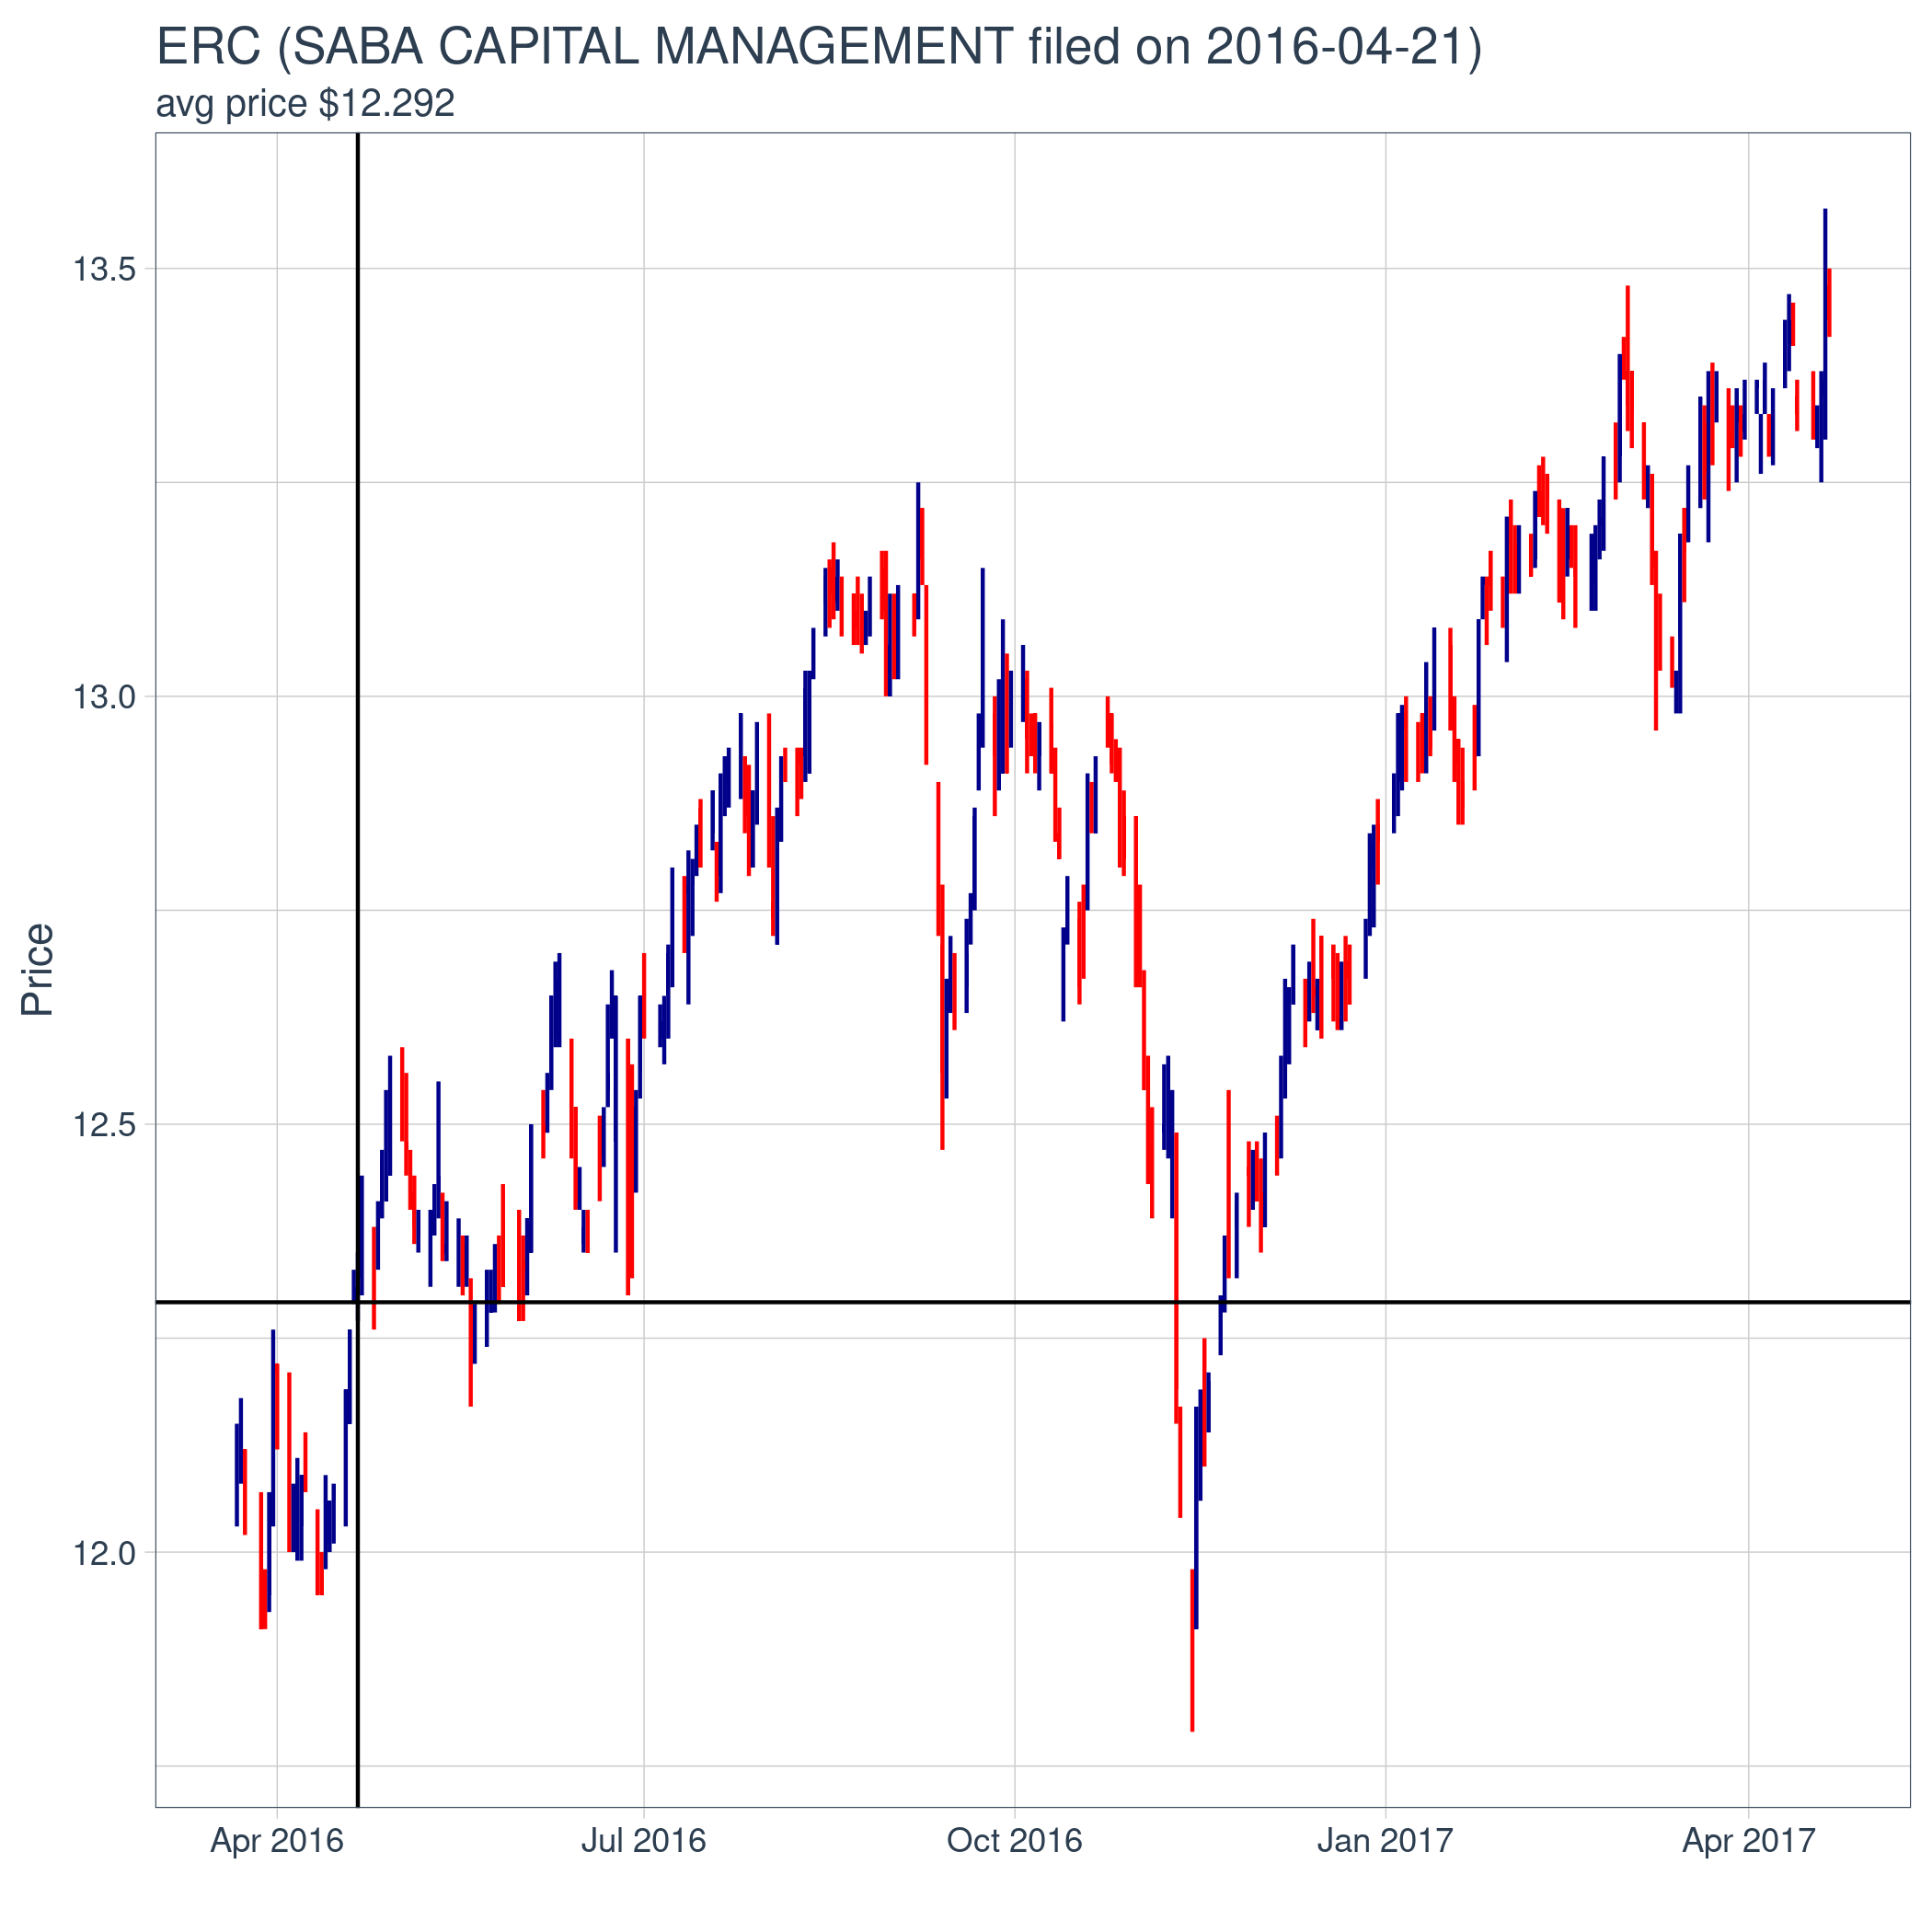 ERC (SABA CAPITAL MANAGEMENT filed on 2016-04-21)
avg price $12.292
Price
13.5
13.0
12.5
12.0
Apr 2016
Jul 2016
Oct 2016
Jan 2017
Apr 2017